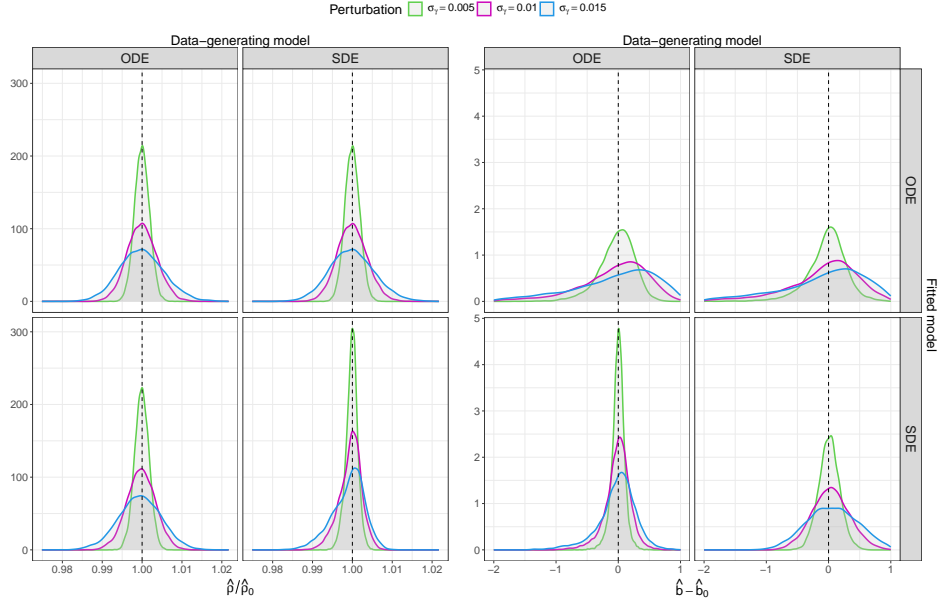 Perturbation σγ = 0.005 σγ = 0.01 σγ = 0.015
Data−generating model
Data−generating model
ODE
SDE
ODE
SDE
300
200
100
0
300
200
100
0
5
4
3
2
1
0
5
4
3
2
1
0
ODE
SDE
Fitted model
0.98 0.99 1.00 1.01 1.02
0.98 0.99 1.00 1.01 1.02
−2 −1 0 1
−2 −1 0 1
ρ̂/ρ̂₀
b̂ − b̂₀